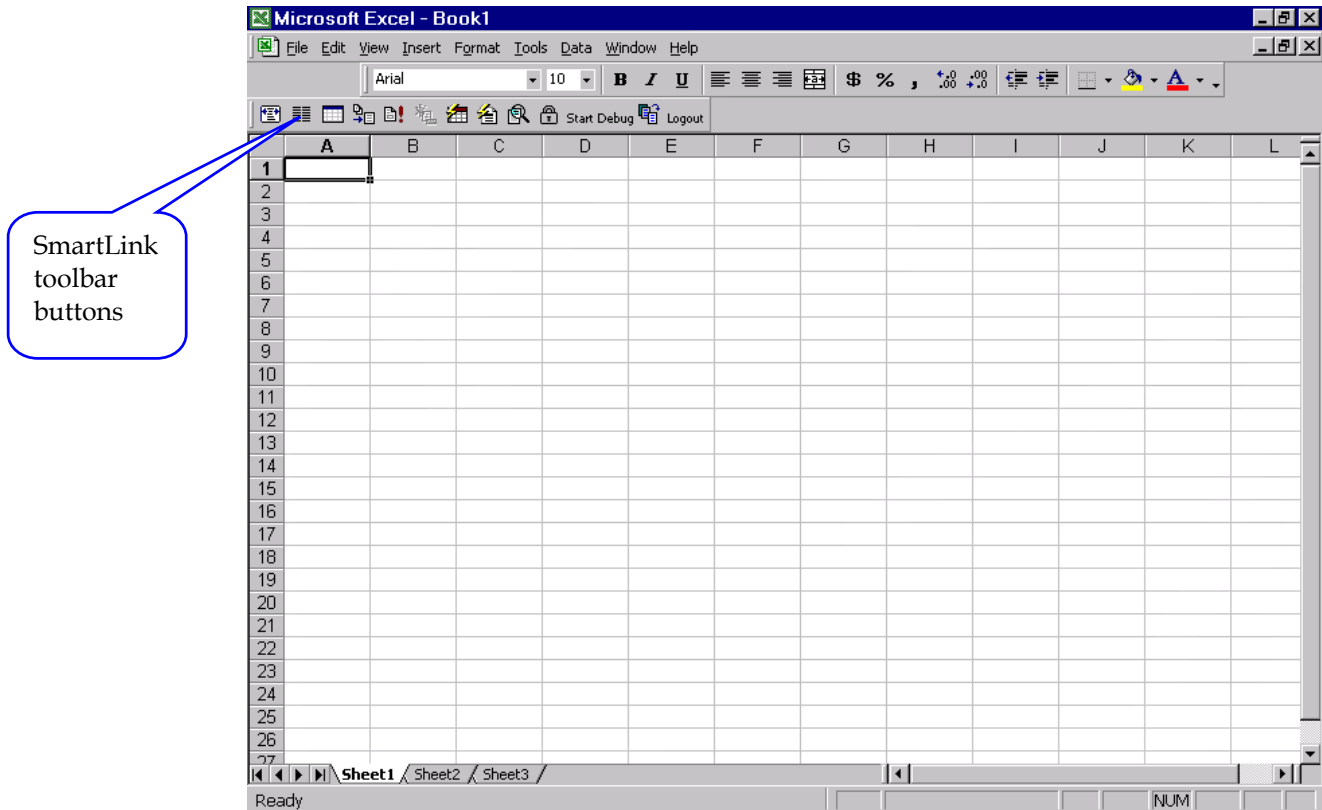 Microsoft Excel - Book1
File Edit View Insert Format Tools Data Window Help
Arial 10 B I U $ % ,
Start Debug Logout
A B C D E F G H I J K L
1
2
3
4
5
6
7
8
9
10
11
12
13
14
15
16
17
18
19
20
21
22
23
24
25
26
27
Sheet1 Sheet2 Sheet3
Ready NUM
SmartLink
toolbar
buttons